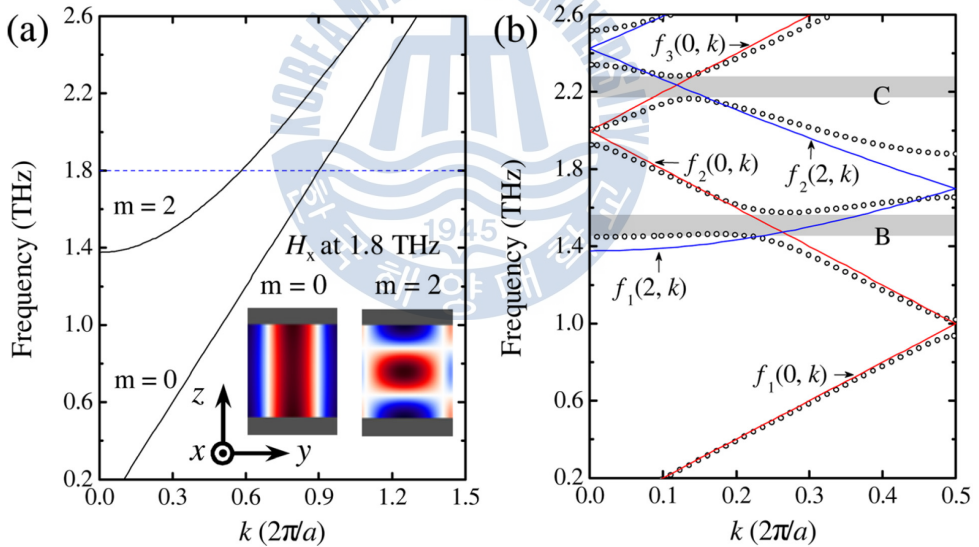 (a)
2.6
2.2
1.8
1.4
1.0
0.6
0.2
0.0
0.3
0.6
0.9
1.2
1.5
Frequency (THz)
k (2π/a)
m = 2
m = 0
Hx at 1.8 THz
m = 0
m = 2
z
x
y
(b)
2.6
2.2
1.8
1.4
1.0
0.6
0.2
0.0
0.1
0.2
0.3
0.4
0.5
Frequency (THz)
k (2π/a)
f3(0, k)
C
f2(0, k)
f2(2, k)
B
f1(2, k)
f1(0, k)
1945